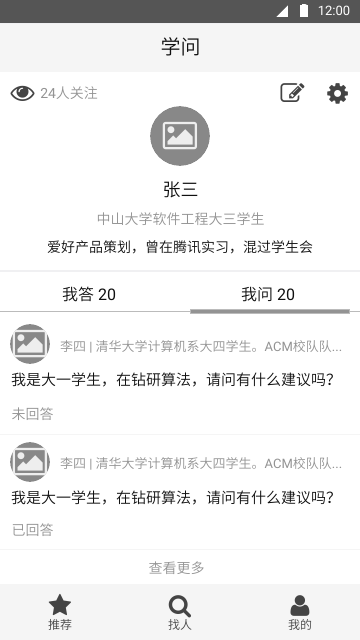 12:00
学问
24人关注
张三
中山大学软件工程大三学生
爱好产品策划，曾在腾讯实习，混过学生会
我答 20
我问 20
李四 | 清华大学计算机系大四学生。ACM校队队...
我是大一学生，在钻研算法，请问有什么建议吗？
未回答
李四 | 清华大学计算机系大四学生。ACM校队队...
我是大一学生，在钻研算法，请问有什么建议吗？
已回答
查看更多
推荐
找人
我的